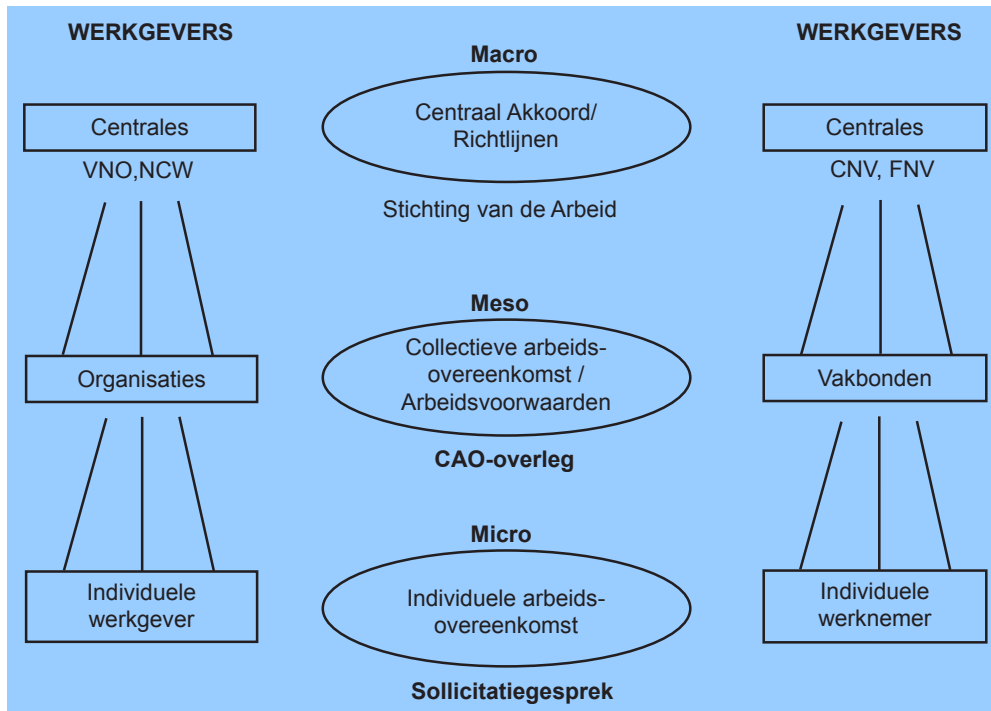 WERKGEVERS
Centrales
VNO,NCW
Organisaties
Individuele
werkgever
Macro
Centraal Akkoord/
Richtlijnen
Stichting van de Arbeid
Meso
Collectieve arbeids-
overeenkomst /
Arbeidsvoorwaarden
CAO-overleg
Micro
Individuele arbeids-
overeenkomst
Sollicitatiegesprek
WERKGEVERS
Centrales
CNV, FNV
Vakbonden
Individuele
werknemer